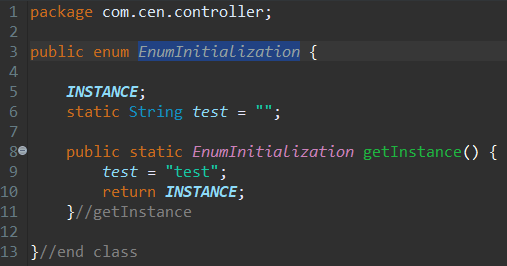 1 package com.cen.controller;
2
3 public enum EnumInitialization {
4
5 INSTANCE;
6 static String test = "";
7
8 public static EnumInitialization getInstance() {
9 test = "test";
10 return INSTANCE;
11 }//getInstance
12
13 }//end class